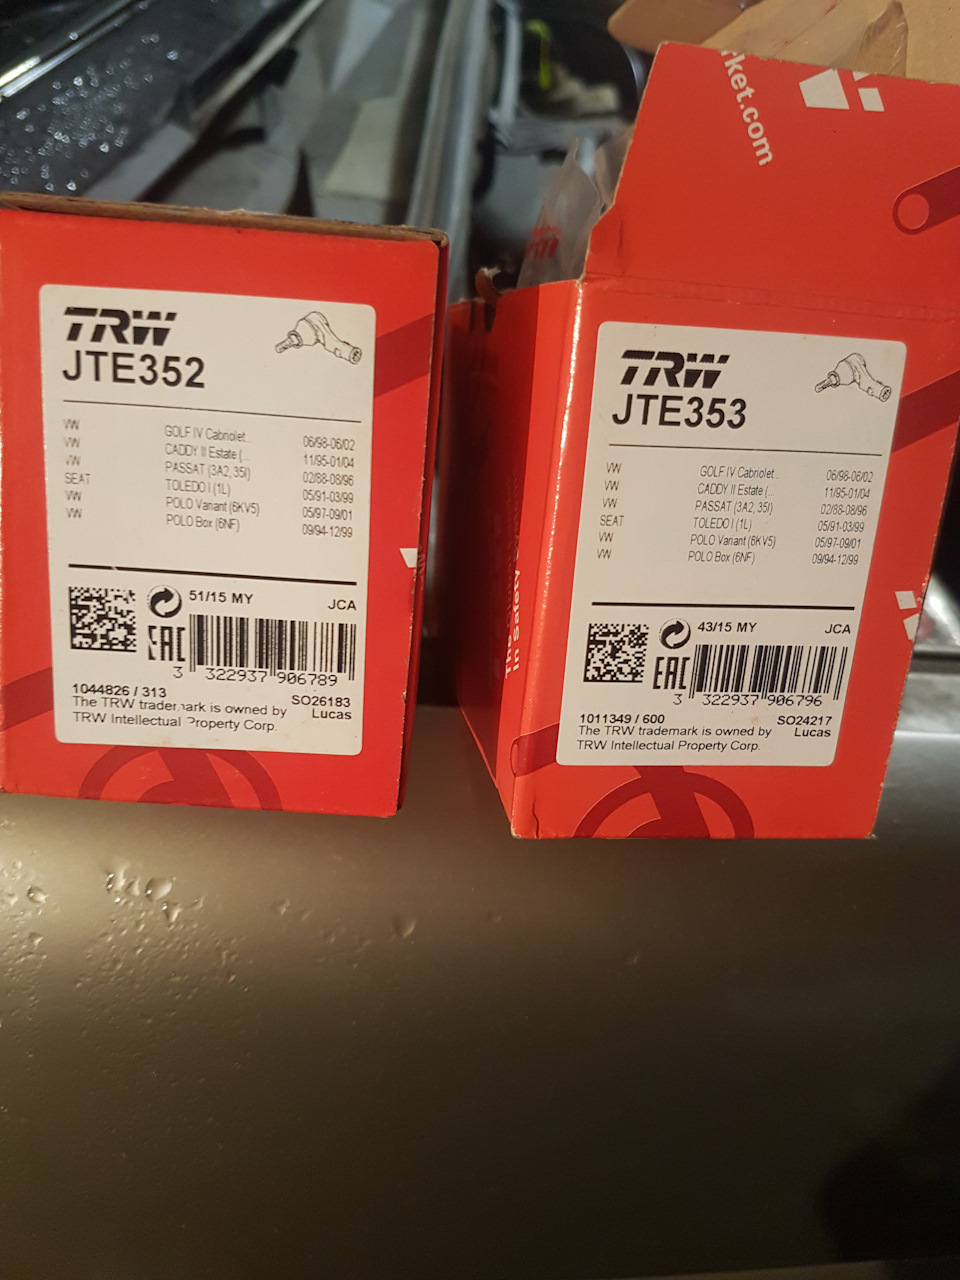 rket.com
TRW
JTE352
VW GOLF IV Cabriolet... 06/98-06/02
VW CADDY II Estate (... 11/95-01/04
VW PASSAT (3A2, 35I) 02/88-08/96
SEAT TOLEDO I (1L) 05/91-03/99
VW POLO Variant (6KV5) 05/97-09/01
VW POLO Box (6NF) 09/94-12/99
51/15 MY JCA
EAC
3 322937 906789
1044826 / 313 SO26183
The TRW trademark is owned by Lucas
TRW Intellectual Property Corp.
TRW
JTE353
VW GOLF IV Cabriolet... 06/98-06/02
VW CADDY II Estate (... 11/95-01/04
VW PASSAT (3A2, 35I) 02/88-08/96
SEAT TOLEDO I (1L) 05/91-03/99
VW POLO Variant (6KV5) 05/97-09/01
VW POLO Box (6NF) 09/94-12/99
43/15 MY JCA
EAC
3 322937 906796
1011349 / 600 SO24217
The TRW trademark is owned by Lucas
TRW Intellectual Property Corp.
in Safety